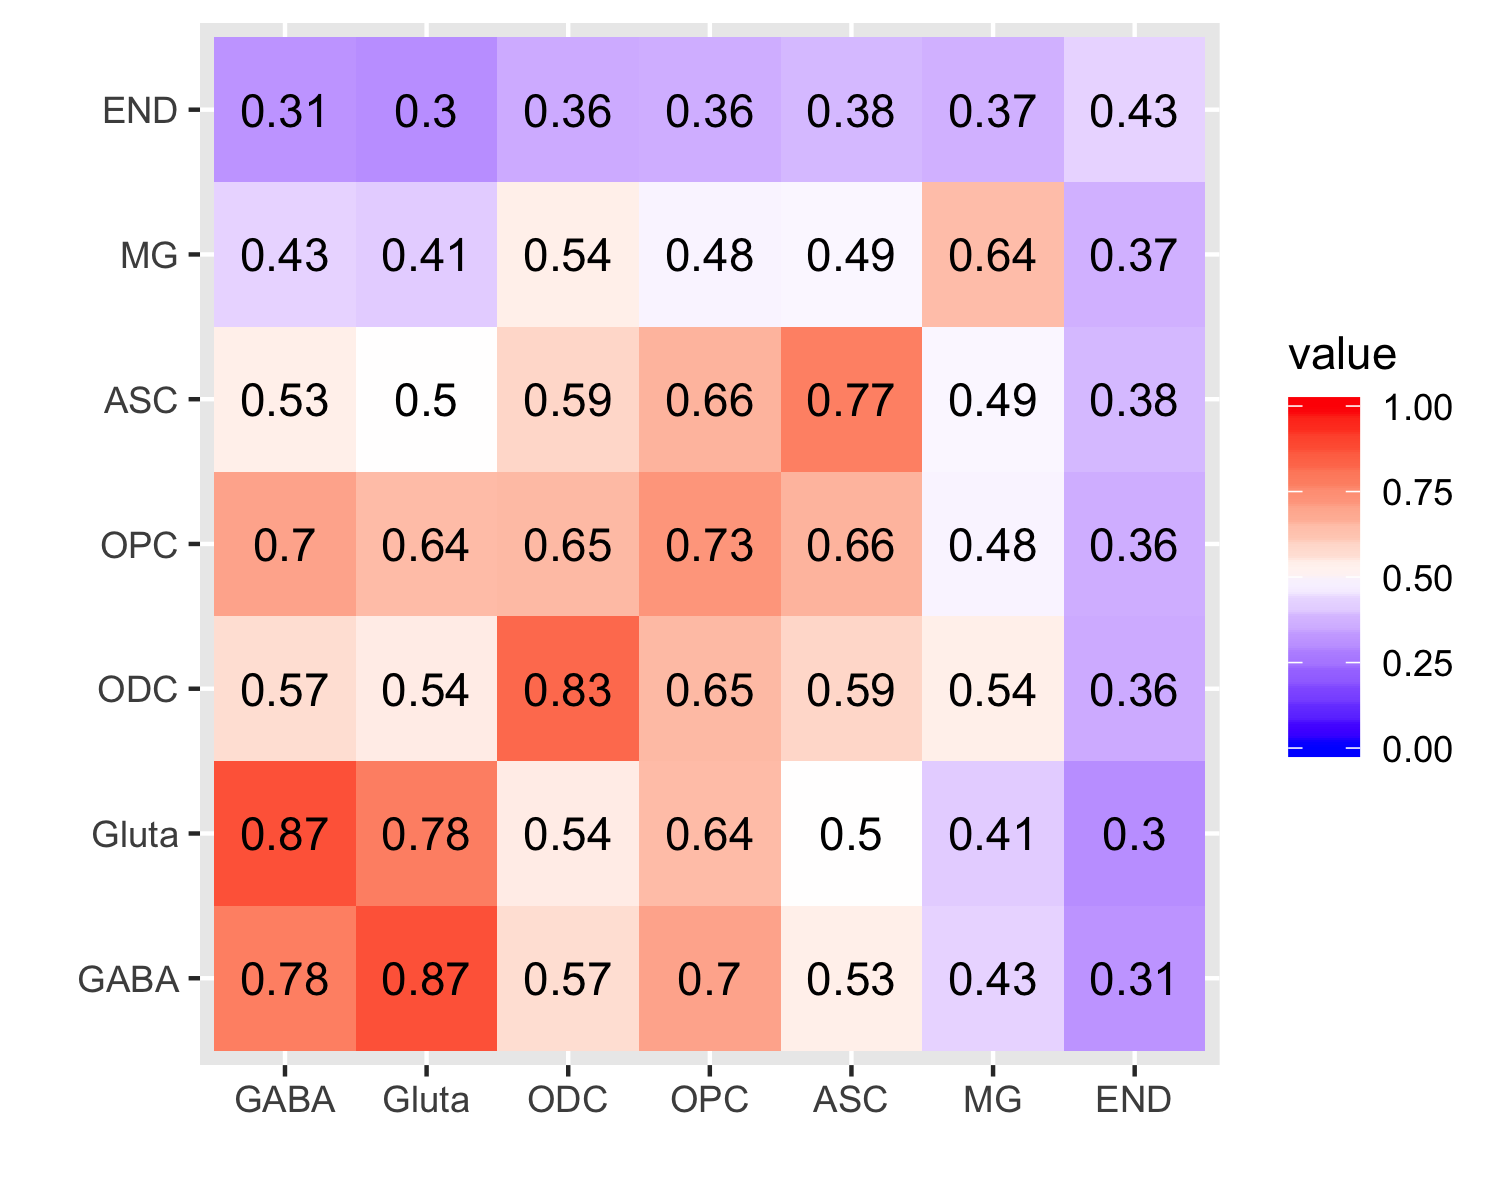 END 0.31 0.3 0.36 0.36 0.38 0.37 0.43
MG 0.43 0.41 0.54 0.48 0.49 0.64 0.37
ASC 0.53 0.5 0.59 0.66 0.77 0.49 0.38
OPC 0.7 0.64 0.65 0.73 0.66 0.48 0.36
ODC 0.57 0.54 0.83 0.65 0.59 0.54 0.36
Gluta 0.87 0.78 0.54 0.64 0.5 0.41 0.3
GABA 0.78 0.87 0.57 0.7 0.53 0.43 0.31
GABA Gluta ODC OPC ASC MG END
value
1.00
0.75
0.50
0.25
0.00